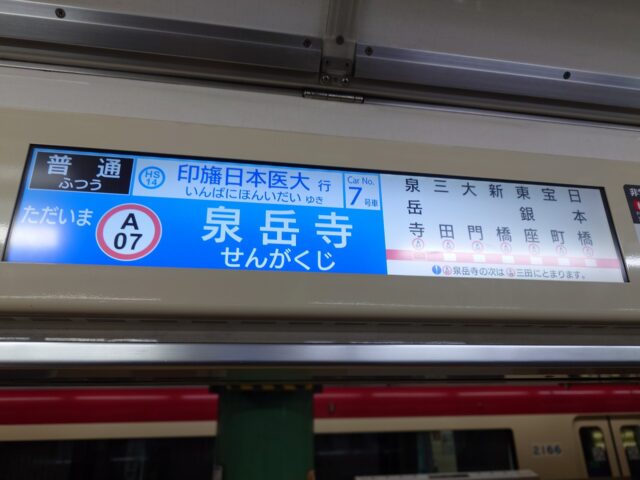 普通
ふつう
HS
14
印旛日本医大 行
いんばにほんいだい ゆき
Car No.
7号車
ただいま
A
07
泉岳寺
せんがくじ
泉岳寺
三田
大門
新橋
東銀座
宝町
日本橋
泉岳寺の次は 三田にとまります。
2166